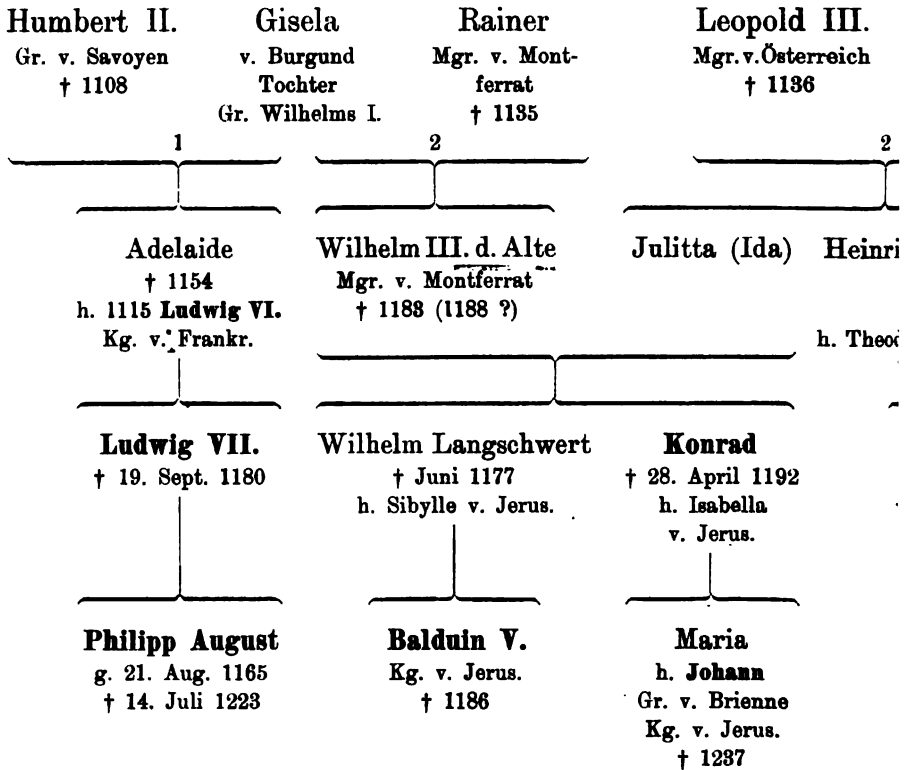 Humbert II.
Gr. v. Savoyen
† 1108
Gisela
v. Burgund
Tochter
Gr. Wilhelms I.
Rainer
Mgr. v. Mont-
ferrat
† 1135
Leopold III.
Mgr. v. Österreich
† 1136
1
2
2
Adelaide
† 1154
h. 1115 Ludwig VI.
Kg. v. Frankr.
Wilhelm III. d. Alte
Mgr. v. Montferrat
† 1183 (1188 ?)
Julitta (Ida)
Heinri
h. Theod
Ludwig VII.
† 19. Sept. 1180
Wilhelm Langschwert
† Juni 1177
h. Sibylle v. Jerus.
Konrad
† 28. April 1192
h. Isabella
v. Jerus.
Philipp August
g. 21. Aug. 1165
† 14. Juli 1223
Balduin V.
Kg. v. Jerus.
† 1186
Maria
h. Johann
Gr. v. Brienne
Kg. v. Jerus.
† 1237